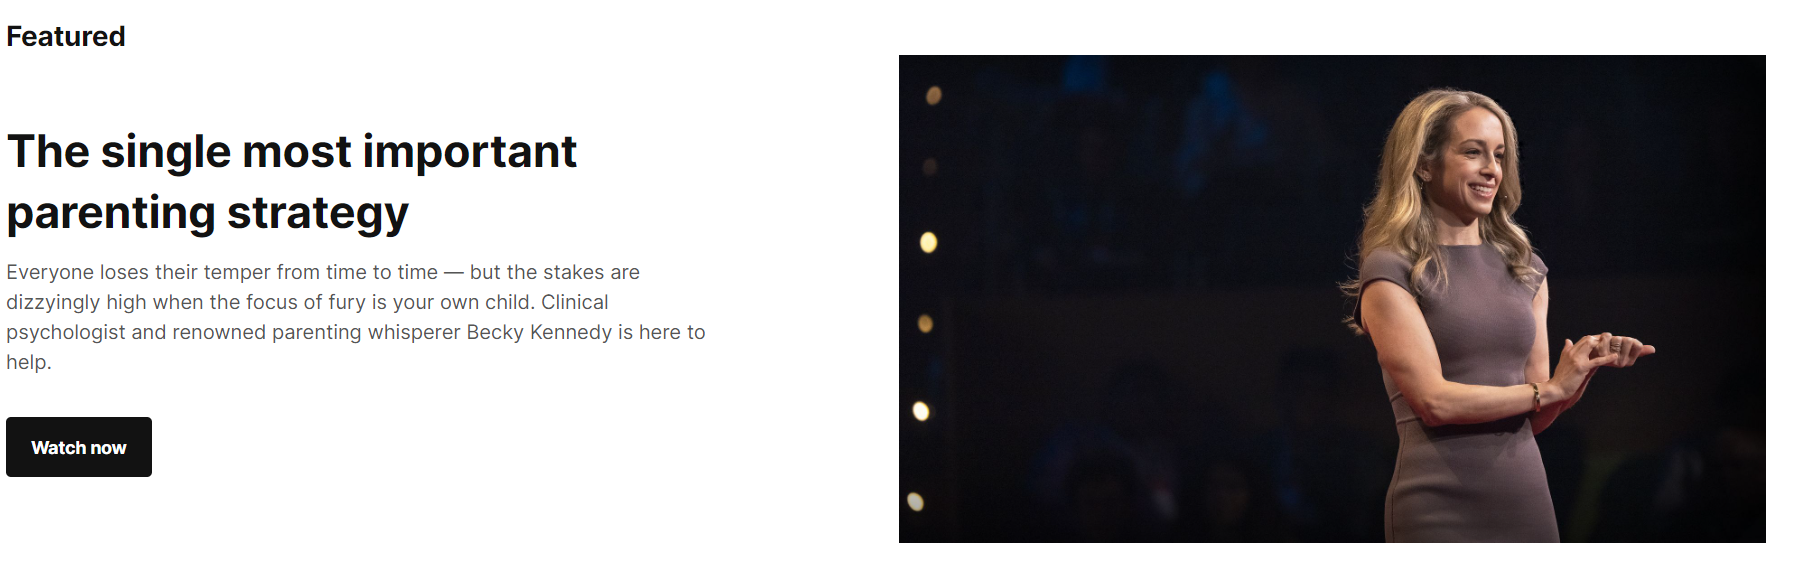 Featured
The single most important
parenting strategy
Everyone loses their temper from time to time — but the stakes are
dizzyingly high when the focus of fury is your own child. Clinical
psychologist and renowned parenting whisperer Becky Kennedy is here to
help.
Watch now